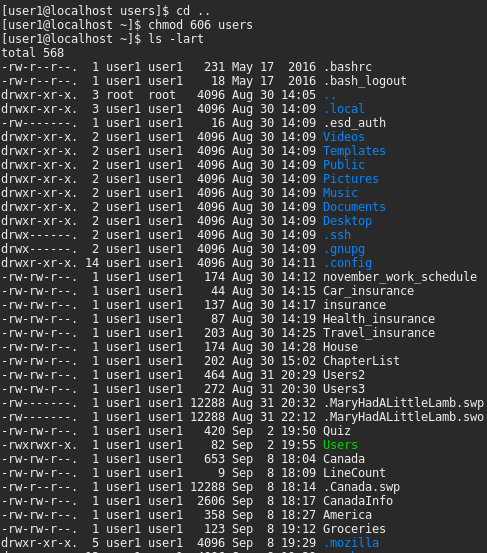 [user1@localhost users]$ cd ..
[user1@localhost ~]$ chmod 606 users
[user1@localhost ~]$ ls -lart
total 568
-rw-r--r--.  1 user1 user1   231 May 17  2016 .bashrc
-rw-r--r--.  1 user1 user1    18 May 17  2016 .bash_logout
drwxr-xr-x.  3 root  root   4096 Aug 30 14:05 ..
drwxr-xr-x.  3 user1 user1  4096 Aug 30 14:09 .local
-rw-------.  1 user1 user1    16 Aug 30 14:09 .esd_auth
drwxr-xr-x.  2 user1 user1  4096 Aug 30 14:09 Videos
drwxr-xr-x.  2 user1 user1  4096 Aug 30 14:09 Templates
drwxr-xr-x.  2 user1 user1  4096 Aug 30 14:09 Public
drwxr-xr-x.  2 user1 user1  4096 Aug 30 14:09 Pictures
drwxr-xr-x.  2 user1 user1  4096 Aug 30 14:09 Music
drwxr-xr-x.  2 user1 user1  4096 Aug 30 14:09 Documents
drwxr-xr-x.  2 user1 user1  4096 Aug 30 14:09 Desktop
drwx------.  2 user1 user1  4096 Aug 30 14:09 .ssh
drwx------.  2 user1 user1  4096 Aug 30 14:09 .gnupg
drwxr-xr-x. 14 user1 user1  4096 Aug 30 14:11 .config
-rw-rw-r--.  1 user1 user1   174 Aug 30 14:12 november_work_schedule
-rw-rw-r--.  1 user1 user1    44 Aug 30 14:15 Car_insurance
-rw-rw-r--.  1 user1 user1   137 Aug 30 14:17 insurance
-rw-rw-r--.  1 user1 user1    87 Aug 30 14:19 Health_insurance
-rw-rw-r--.  1 user1 user1   203 Aug 30 14:25 Travel_insurance
-rw-rw-r--.  1 user1 user1   174 Aug 30 14:28 House
-rw-rw-r--.  1 user1 user1   202 Aug 30 15:02 ChapterList
-rw-rw-r--.  1 user1 user1   464 Aug 31 20:29 Users2
-rw-rw-r--.  1 user1 user1   272 Aug 31 20:30 Users3
-rw-------.  1 user1 user1 12288 Aug 31 20:32 .MaryHadALittleLamb.swp
-rw-------.  1 user1 user1 12288 Aug 31 22:12 .MaryHadALittleLamb.swo
-rw-rw-r--.  1 user1 user1   420 Sep  2 19:50 Quiz
-rwxrwxr-x.  1 user1 user1    82 Sep  2 19:55 Users
-rw-rw-r--.  1 user1 user1   653 Sep  8 18:04 Canada
-rw-rw-r--.  1 user1 user1     9 Sep  8 18:09 LineCount
-rw-r--r--.  1 user1 user1 12288 Sep  8 18:14 .Canada.swp
-rw-rw-r--.  1 user1 user1  2606 Sep  8 18:17 CanadaInfo
-rw-rw-r--.  1 user1 user1   358 Sep  8 18:27 America
-rw-rw-r--.  1 user1 user1   123 Sep  8 19:12 Groceries
drwxr-xr-x.  5 user1 user1  4096 Sep  8 19:29 .mozilla